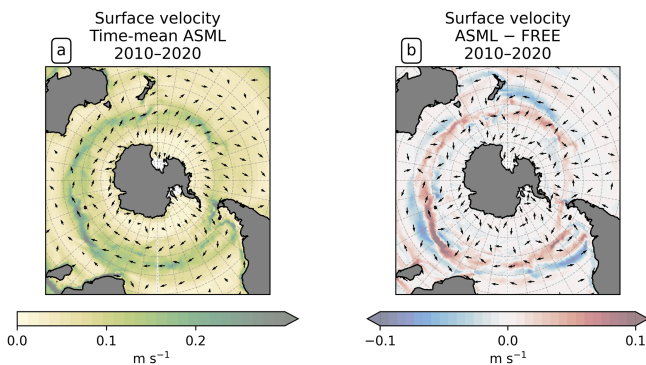 Surface velocity
Time-mean ASML
2010–2020
a
0.0
0.1
0.2
m s⁻¹
Surface velocity
ASML − FREE
2010–2020
b
−0.1
0.0
0.1
m s⁻¹